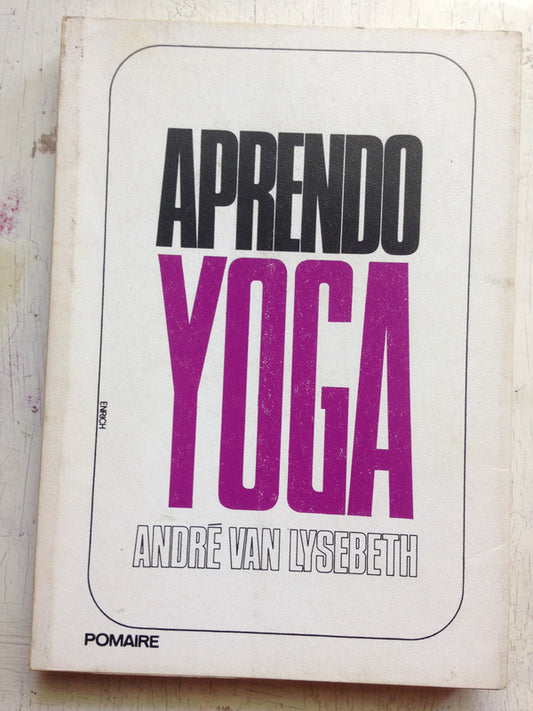 APRENDO
YOGA
ENRICH
ANDRÉ VAN LYSEBETH
POMAIRE